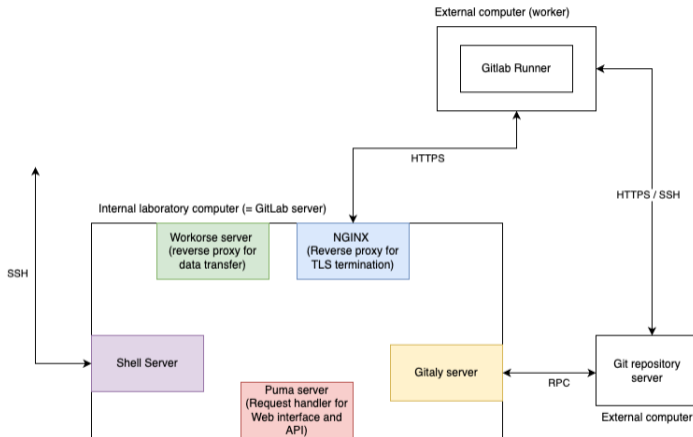 External computer (worker)
Gitlab Runner
HTTPS
HTTPS / SSH
Internal laboratory computer (= GitLab server)
Workorse server
(reverse proxy for
data transfer)
NGINX
(Reverse proxy for
TLS termination)
SSH
Shell Server
Gitaly server
RPC
Git repository
server
External computer
Puma server
(Request handler for
Web interface and
API)